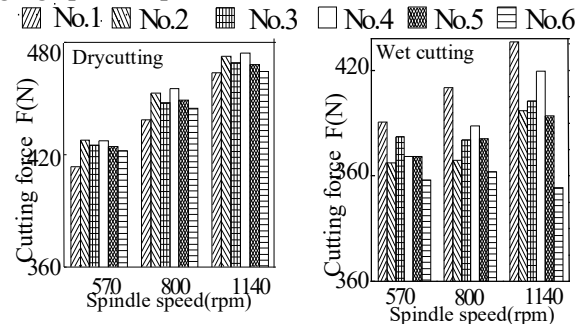 No.1 No.2 No.3 No.4 No.5 No.6
480
420
360
Cutting force F(N)
Drycutting
570 800 1140
Spindle speed(rpm)
420
360
360
Cutting force F(N)
Wet cutting
570 800 1140
Spindle speed(rpm)